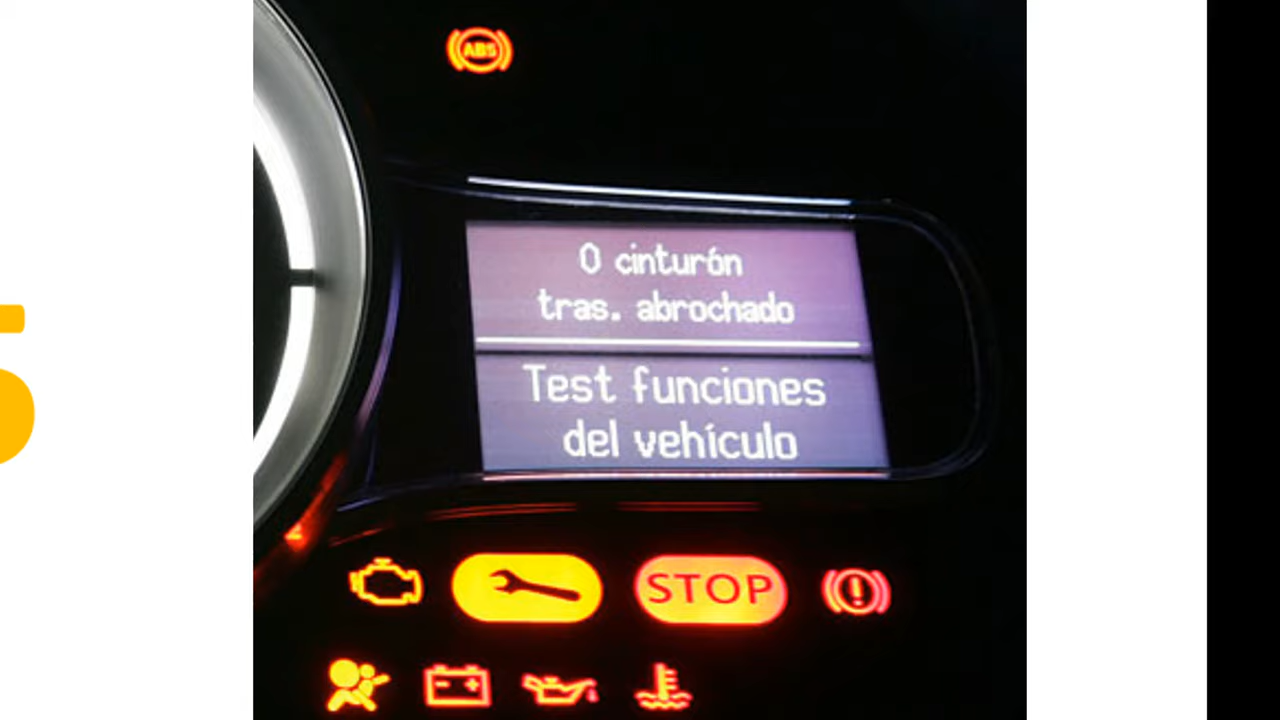 ABS
0 cinturón
tras. abrochado
Test funciones
del vehículo
STOP